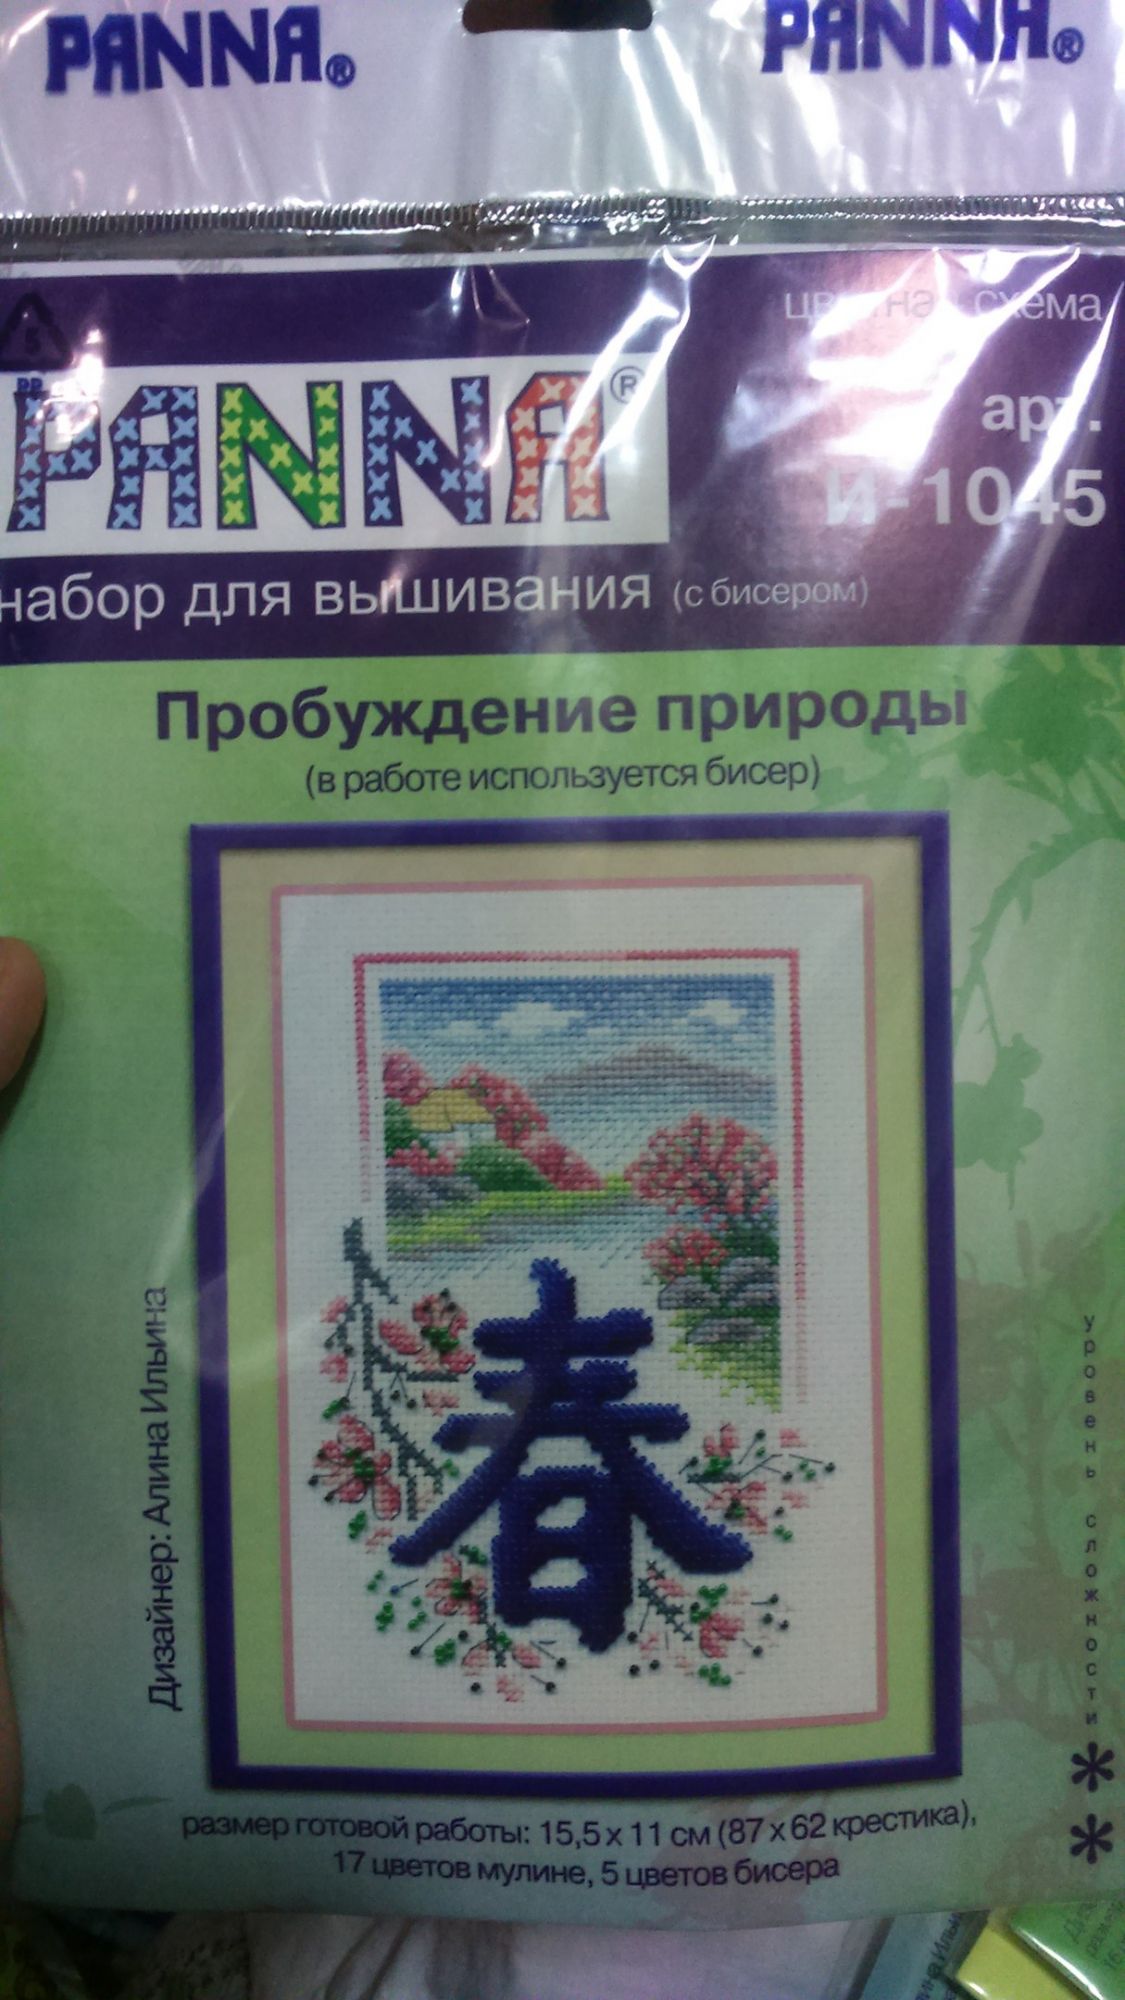 PANNA® PANNA®
цветная схема
5
PP
PANNA®
арт.
И-1045
набор для вышивания (с бисером)
Пробуждение природы
(в работе используется бисер)
春
Дизайнер: Алина Ильина
уровень сложности **
размер готовой работы: 15,5 x 11 см (87 x 62 крестика),
17 цветов мулине, 5 цветов бисера